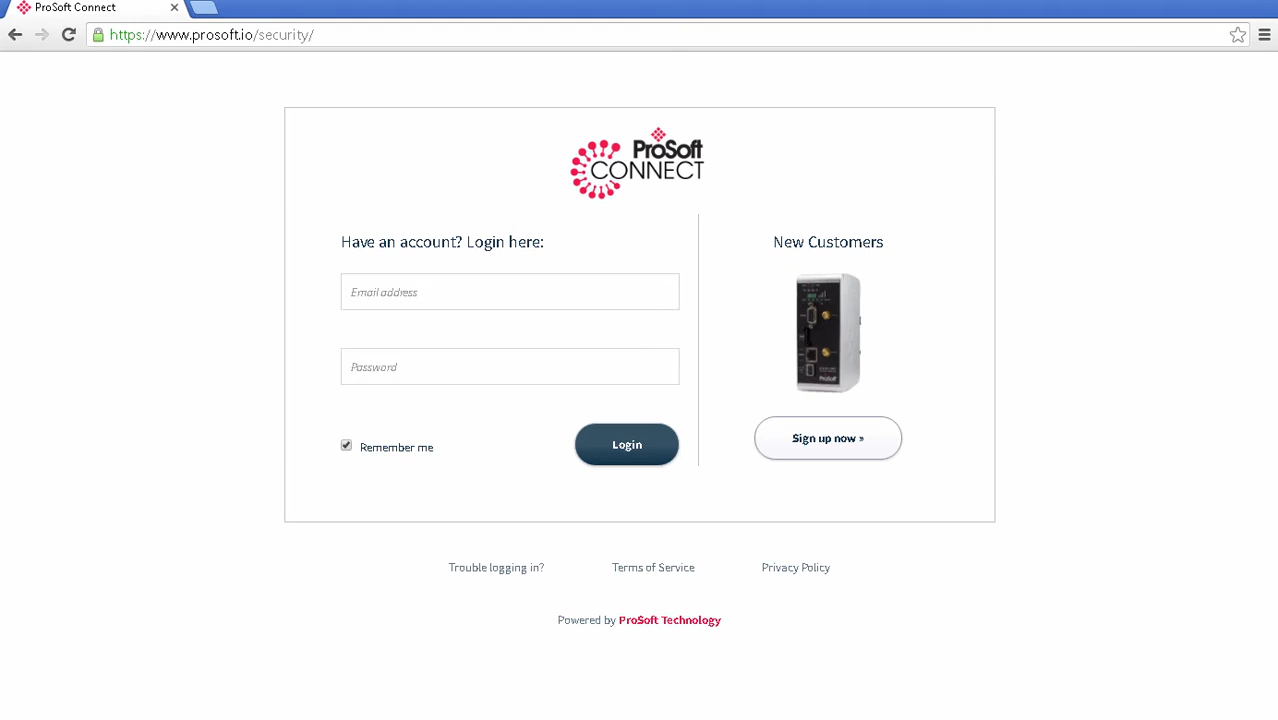 ProSoft Connect
https://www.prosoft.io/security/
ProSoft
CONNECT
Have an account? Login here:
Email address
Password
Remember me
Login
New Customers
ProSoft
Sign up now »
Trouble logging in?
Terms of Service
Privacy Policy
Powered by ProSoft Technology